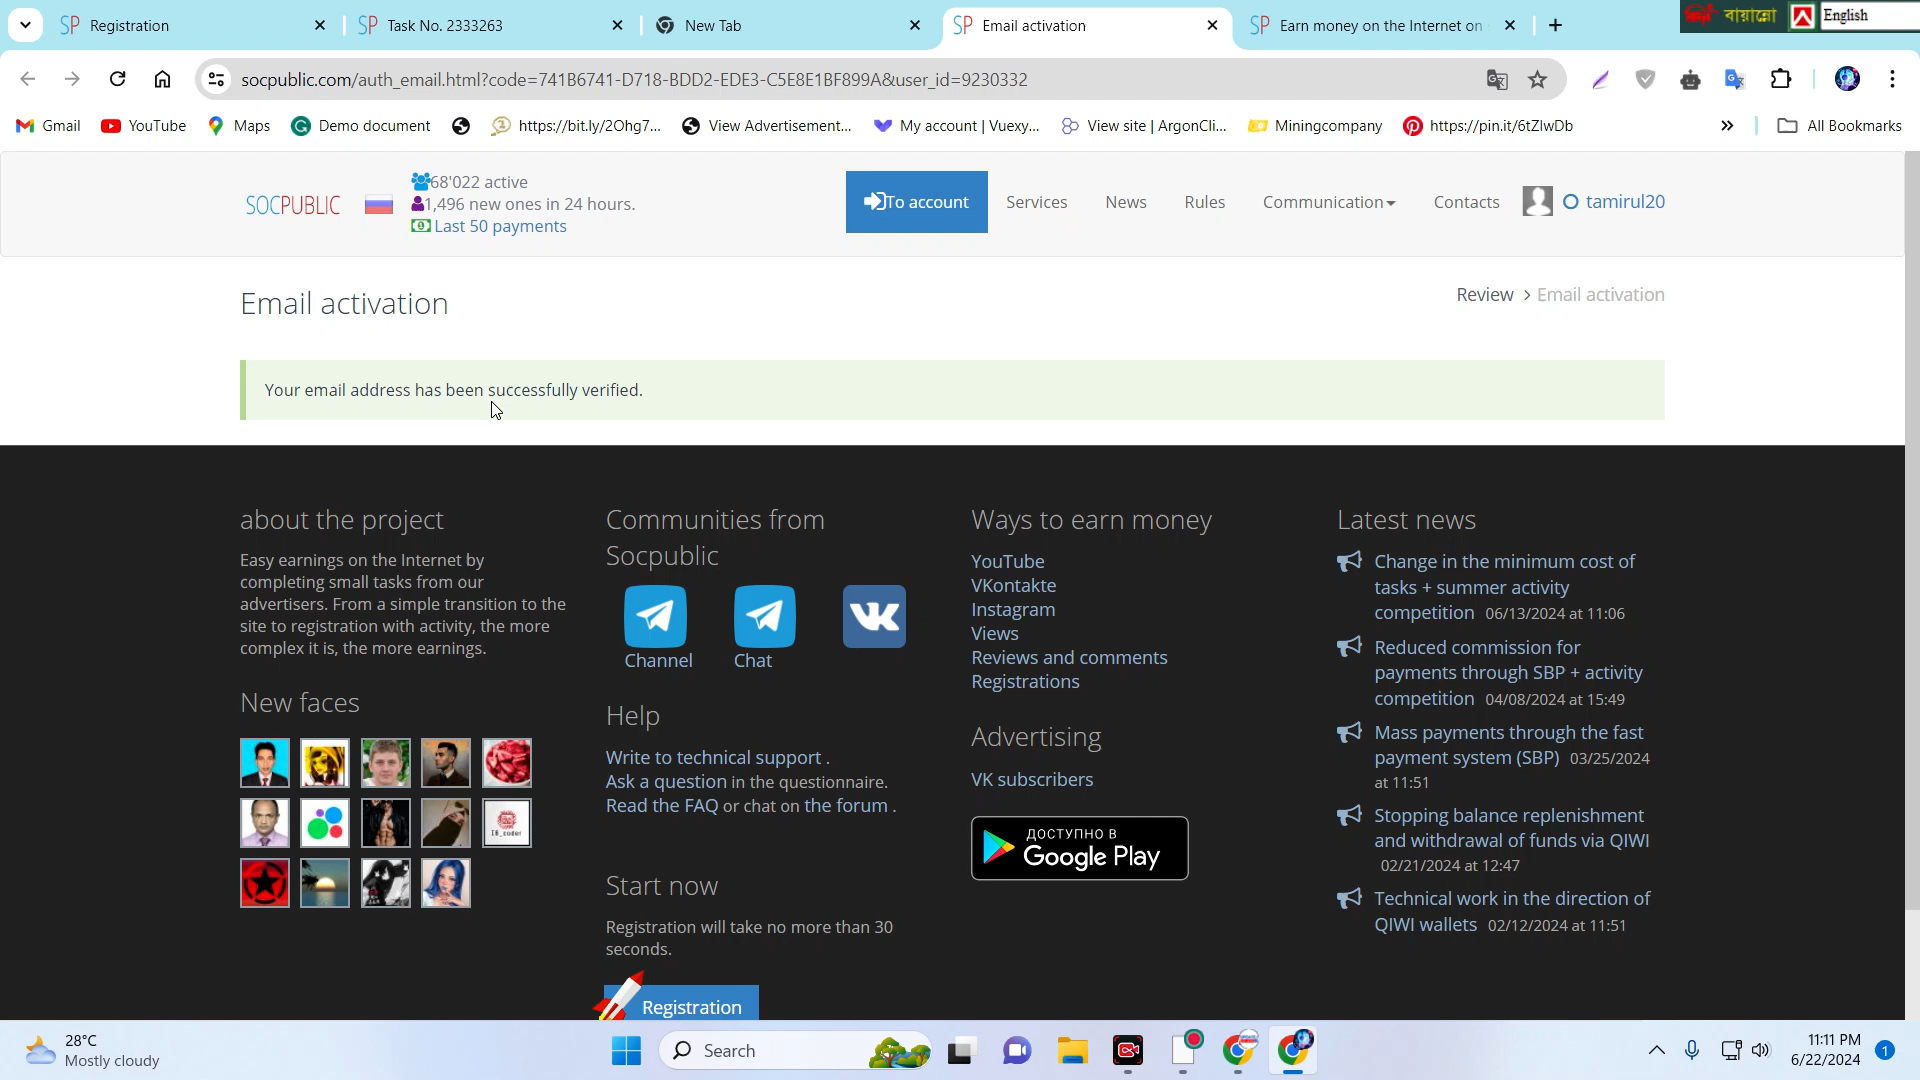 Registration
Task No. 2333263
New Tab
Email activation
Earn money on the Internet on
বায়ান্নো
English
socpublic.com/auth_email.html?code=741B6741-D718-BDD2-EDE3-C5E8E1BF899A&user_id=9230332
Gmail
YouTube
Maps
Demo document
https://bit.ly/2Ohg7...
View Advertisement...
My account | Vuexy...
View site | ArgonCli...
Miningcompany
https://pin.it/6tZIwDb
All Bookmarks
SOCPUBLIC
68'022 active
1,496 new ones in 24 hours.
Last 50 payments
To account
Services
News
Rules
Communication
Contacts
tamirul20
Email activation
Review > Email activation
Your email address has been successfully verified.
about the project
Easy earnings on the Internet by
completing small tasks from our
advertisers. From a simple transition to the
site to registration with activity, the more
complex it is, the more earnings.
New faces
Communities from
Socpublic
Channel
Chat
Help
Write to technical support .
Ask a question in the questionnaire.
Read the FAQ or chat on the forum .
Start now
Registration will take no more than 30
seconds.
Registration
Ways to earn money
YouTube
VKontakte
Instagram
Views
Reviews and comments
Registrations
Advertising
VK subscribers
ДОСТУПНО В
Google Play
Latest news
Change in the minimum cost of
tasks + summer activity
competition 06/13/2024 at 11:06
Reduced commission for
payments through SBP + activity
competition 04/08/2024 at 15:49
Mass payments through the fast
payment system (SBP) 03/25/2024
at 11:51
Stopping balance replenishment
and withdrawal of funds via QIWI
02/21/2024 at 12:47
Technical work in the direction of
QIWI wallets 02/12/2024 at 11:51
28°C
Mostly cloudy
Search
11:11 PM
6/22/2024
1